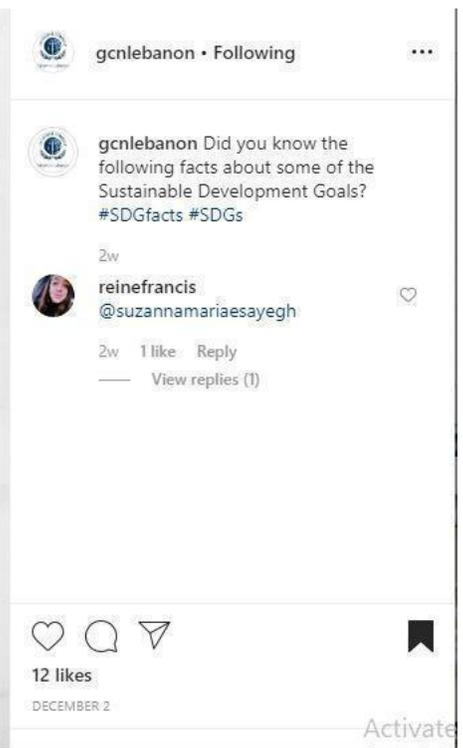 gcnlebanon • Following
gcnlebanon Did you know the
following facts about some of the
Sustainable Development Goals?
#SDGfacts #SDGs
2w
reinefrancis
@suzannamariaesayegh
2w 1 like Reply
View replies (1)
12 likes
DECEMBER 2
Activate